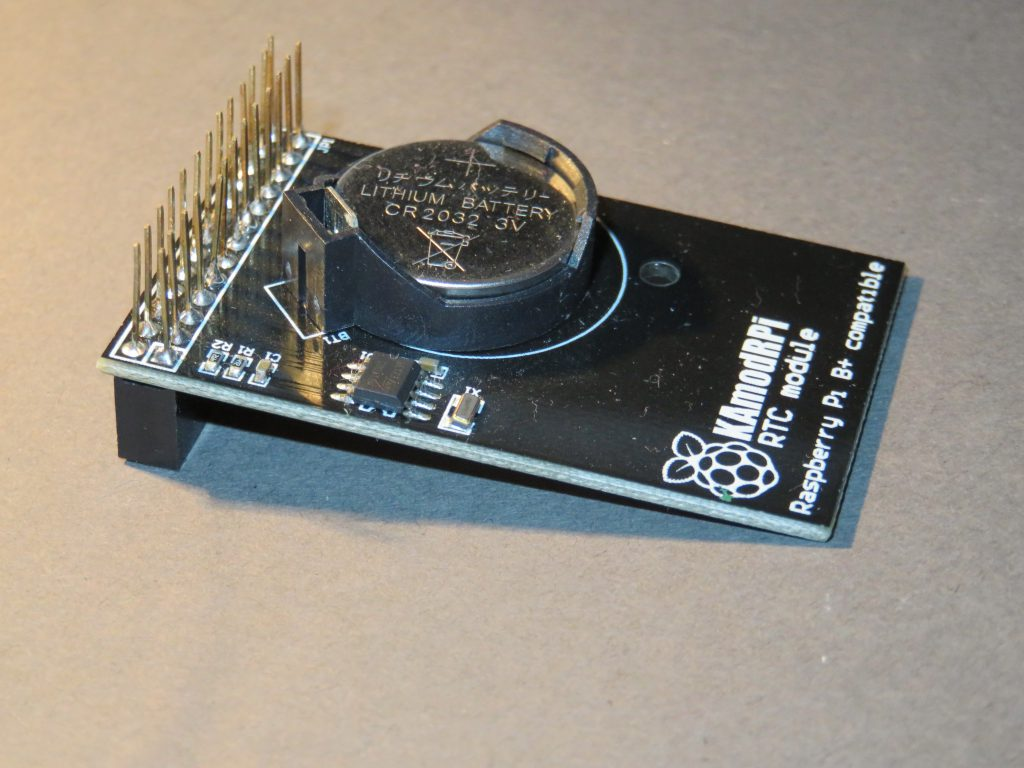 リチウムバッテリー
LITHIUM BATTERY
CR2032 3V
BT1
R2
R1
C1
X1
KAmodRPi
RTC module
Raspberry Pi B+ compatible